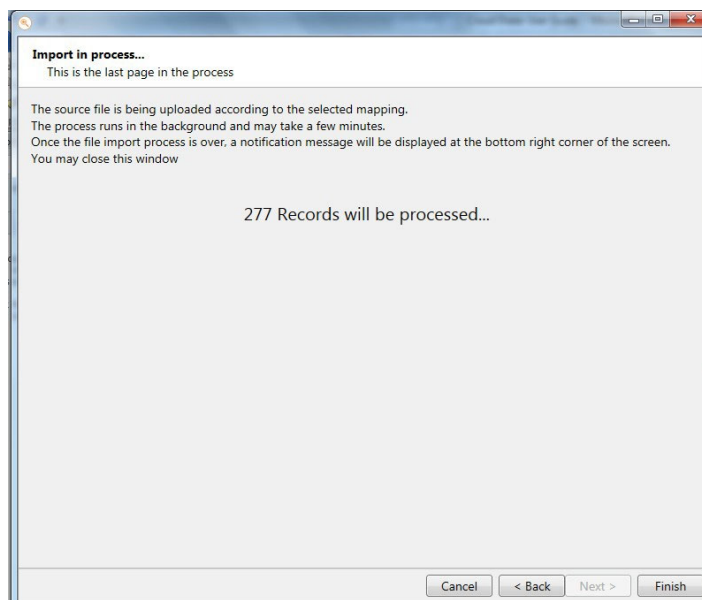 Import in process...
This is the last page in the process
The source file is being uploaded according to the selected mapping.
The process runs in the background and may take a few minutes.
Once the file import process is over, a notification message will be displayed at the bottom right corner of the screen.
You may close this window
277 Records will be processed...
Cancel
< Back
Next >
Finish